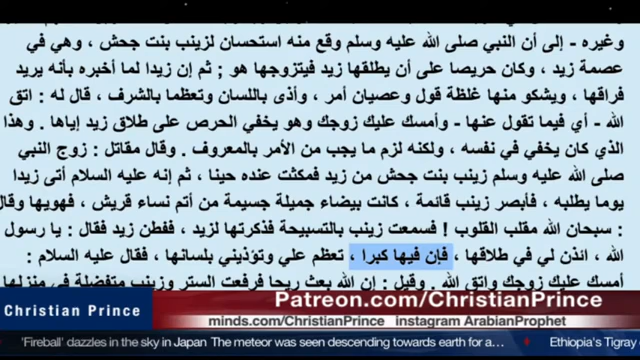 وغيره - إلى أن النبي صلى الله عليه وسلم وقع منه استحسان لزينب بنت جحش ، وهي في
عصمة زيد ، وكان حريصا على أن يطلقها زيد فيتزوجها هو ; ثم إن زيدا لما أخبره بأنه يريد
فراقها ، ويشكو منها غلظة قول وعصيان أمر ، وأذى باللسان وتعظما بالشرف ، قال له : اتق
الله - أي فيما تقول عنها - وأمسك عليك زوجك وهو يخفي الحرص على طلاق زيد إياها . وهذا
الذي كان يخفي في نفسه ، ولكنه لزم ما يجب من الأمر بالمعروف . وقال مقاتل : زوج النبي
صلى الله عليه وسلم زينب بنت جحش من زيد فمكثت عنده حينا ، ثم إنه عليه السلام أتى زيدا
يوما يطلبه ، فأبصر زينب قائمة ، كانت بيضاء جميلة جسيمة من أتم نساء قريش ، فهويها وقال
: سبحان الله مقلب القلوب ! فسمعت زينب بالتسبيحة فذكرتها لزيد ، ففطن زيد فقال : يا رسول
الله ، ائذن لي في طلاقها ، فإن فيها كبرا ، تعظم علي وتؤذيني بلسانها ، فقال عليه السلام :
أمسك عليك زوجك واتق الله . وقيل : إن الله بعث ريحا فرفعت الستر وزينب متفضلة في منزلها
Christian Prince
Patreon.com/ChristianPrince
minds.com/ChristianPrince instagram ArabianProphet
'Fireball' dazzles in the sky in Japan The meteor was seen descending towards earth for a... Ethiopia's Tigray